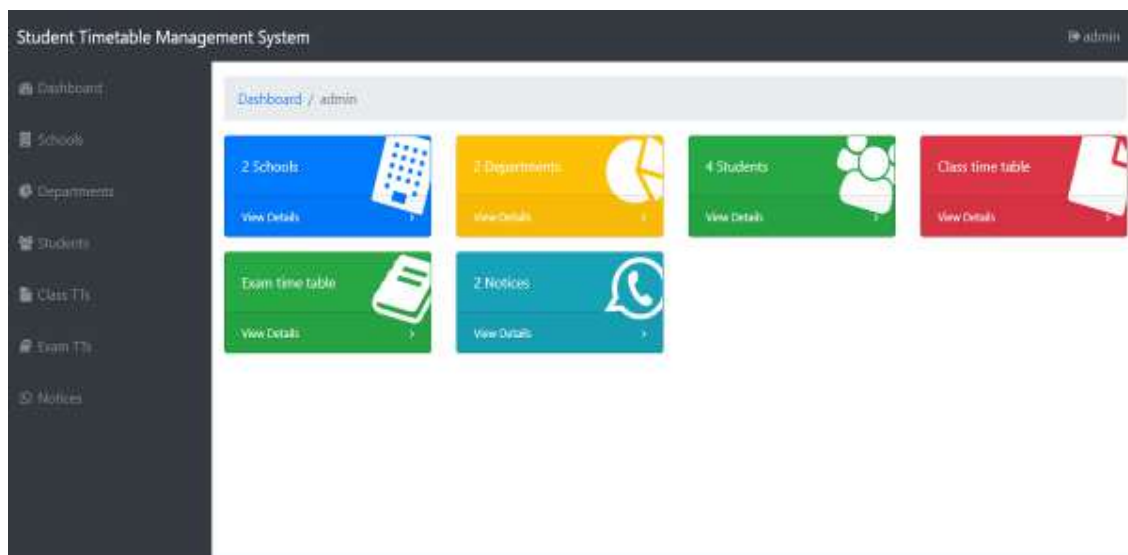 Student Timetable Management System
admin
Dashboard
Schools
Departments
Students
Class TTs
Exam TTs
Notices
Dashboard / admin
2 Schools
View Details
2 Departments
View Details
4 Students
View Details
Class time table
View Details
Exam time table
View Details
2 Notices
View Details